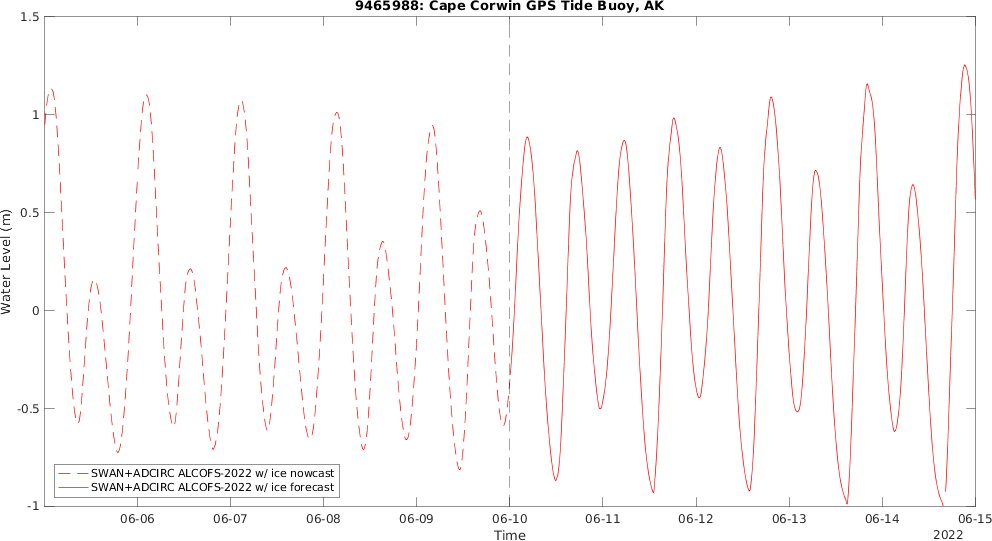 9465988: Cape Corwin GPS Tide Buoy, AK
1.5
1
0.5
0
-0.5
-1
Water Level (m)
SWAN+ADCIRC ALCOFS-2022 w/ ice nowcast
SWAN+ADCIRC ALCOFS-2022 w/ ice forecast
06-06 06-07 06-08 06-09 06-10 06-11 06-12 06-13 06-14 06-15
Time
2022